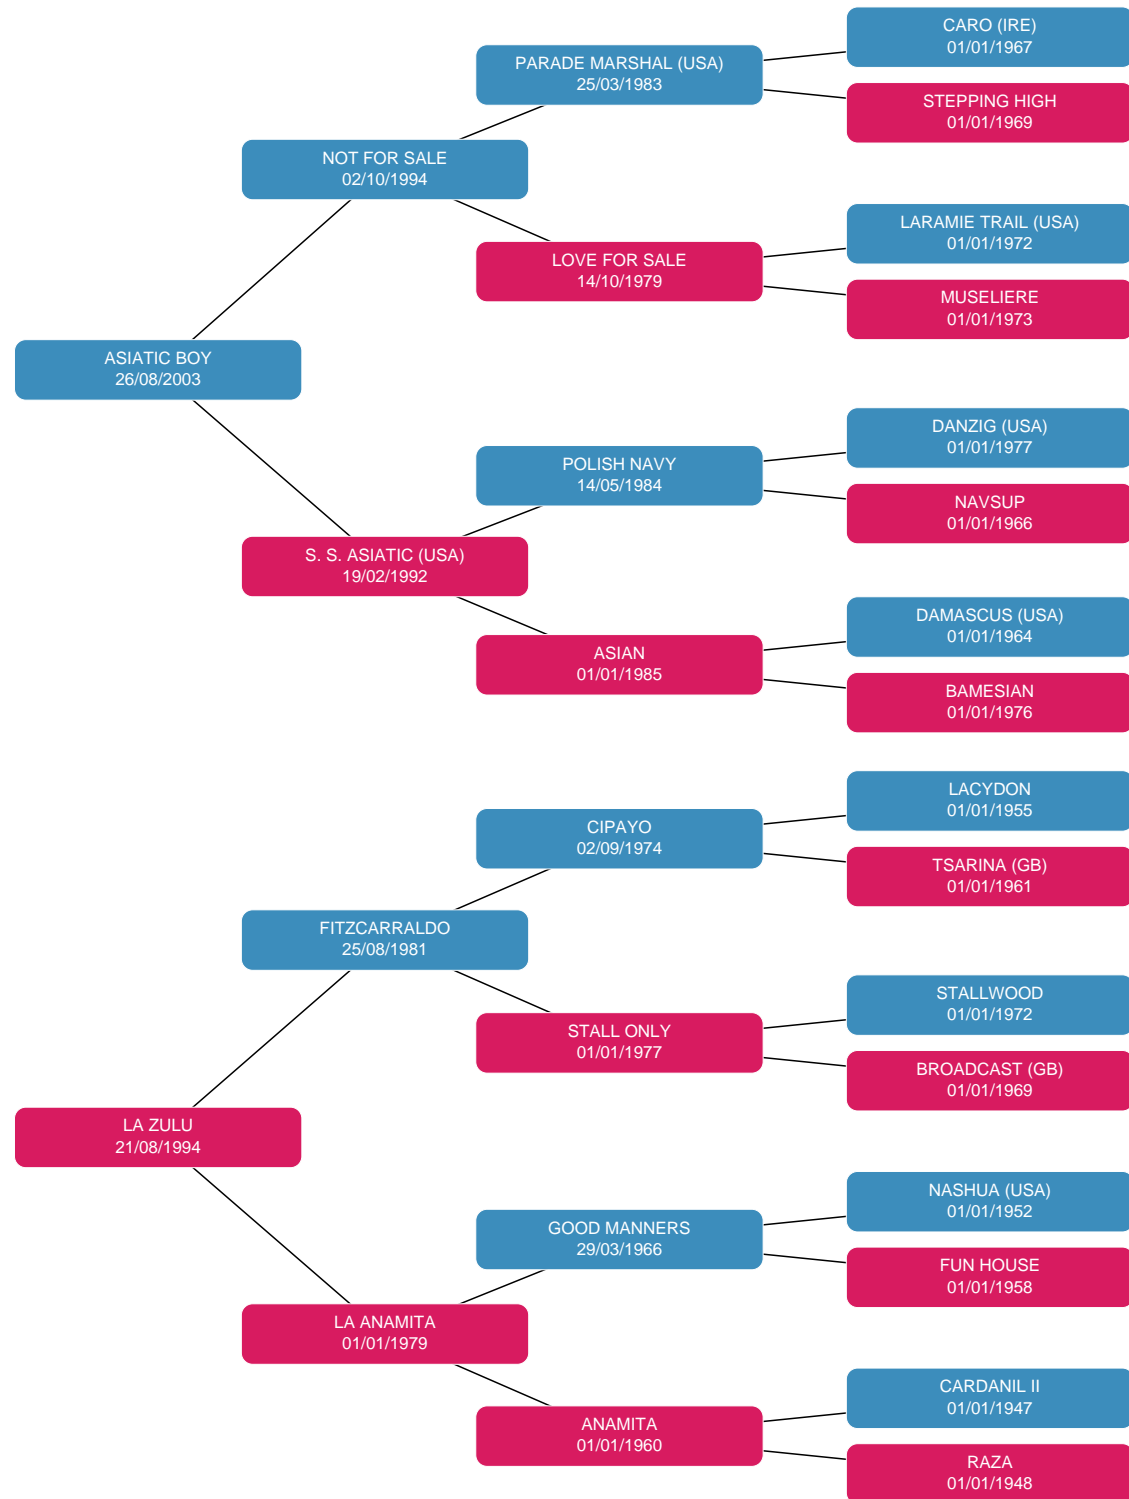 CARO (IRE)
01/01/1967
PARADE MARSHAL (USA)
25/03/1983
STEPPING HIGH
01/01/1969
NOT FOR SALE
02/10/1994
LARAMIE TRAIL (USA)
01/01/1972
LOVE FOR SALE
14/10/1979
MUSELIERE
01/01/1973
ASIATIC BOY
26/08/2003
DANZIG (USA)
01/01/1977
POLISH NAVY
14/05/1984
NAVSUP
01/01/1966
S. S. ASIATIC (USA)
19/02/1992
DAMASCUS (USA)
01/01/1964
ASIAN
01/01/1985
BAMESIAN
01/01/1976
LACYDON
01/01/1955
CIPAYO
02/09/1974
TSARINA (GB)
01/01/1961
FITZCARRALDO
25/08/1981
STALLWOOD
01/01/1972
STALL ONLY
01/01/1977
BROADCAST (GB)
01/01/1969
LA ZULU
21/08/1994
NASHUA (USA)
01/01/1952
GOOD MANNERS
29/03/1966
FUN HOUSE
01/01/1958
LA ANAMITA
01/01/1979
CARDANIL II
01/01/1947
ANAMITA
01/01/1960
RAZA
01/01/1948